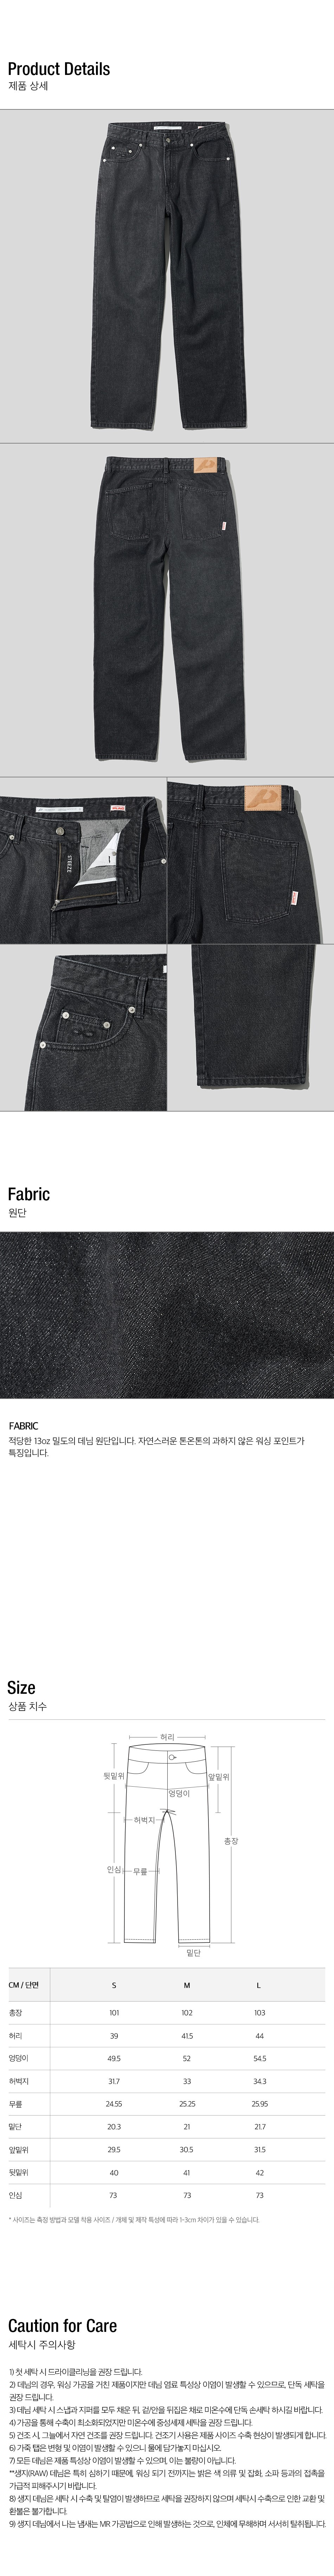 Product Details
제품 상세
Fabric
원단
FABRIC
적당한 13oz 밀도의 데님 원단입니다. 자연스러운 톤온톤의 과하지 않은 워싱 포인트가
특징입니다.
Size
상품 치수
허리
뒷밑위
앞밑위
엉덩이
허벅지
총장
인심
무릎
밑단
CM / 단면 S M L
총장 101 102 103
허리 39 41.5 44
엉덩이 49.5 52 54.5
허벅지 31.7 33 34.3
무릎 24.55 25.25 25.95
밑단 20.3 21 21.7
앞밑위 29.5 30.5 31.5
뒷밑위 40 41 42
인심 73 73 73
* 사이즈는 측정 방법과 모델 착용 사이즈 / 개체 및 제작 특성에 따라 1~3cm 차이가 있을 수 있습니다.
Caution for Care
세탁시 주의사항
1) 첫 세탁 시 드라이클리닝을 권장 드립니다.
2) 데님의 경우, 워싱 가공을 거친 제품이지만 데님 염료 특성상 이염이 발생할 수 있으므로, 단독 세탁을
권장 드립니다.
3) 데님 세탁 시 스냅과 지퍼를 모두 채운 뒤, 겉/안을 뒤집은 채로 미온수에 단독 손세탁 하시길 바랍니다.
4) 가공을 통해 수축이 최소화되었지만 미온수에 중성세제 세탁을 권장 드립니다.
5) 건조 시, 그늘에서 자연 건조를 권장 드립니다. 건조기 사용은 제품 사이즈 수축 현상이 발생되게 합니다.
6) 가죽 탭은 변형 및 이염이 발생할 수 있으니 물에 담가놓지 마십시오.
7) 모든 데님은 제품 특성상 이염이 발생할 수 있으며, 이는 불량이 아닙니다.
**생지(RAW) 데님은 특히 심하기 때문에, 워싱 되기 전까지는 밝은 색 의류 및 잡화, 소파 등과의 접촉을
가급적 피해주시기 바랍니다.
8) 생지 데님은 세탁 시 수축 및 탈염이 발생하므로 세탁을 권장하지 않으며 세탁시 수축으로 인한 교환 및
환불은 불가합니다.
9) 생지 데님에서 나는 냄새는 MR 가공법으로 인해 발생하는 것으로, 인체에 무해하며 서서히 탈취됩니다.